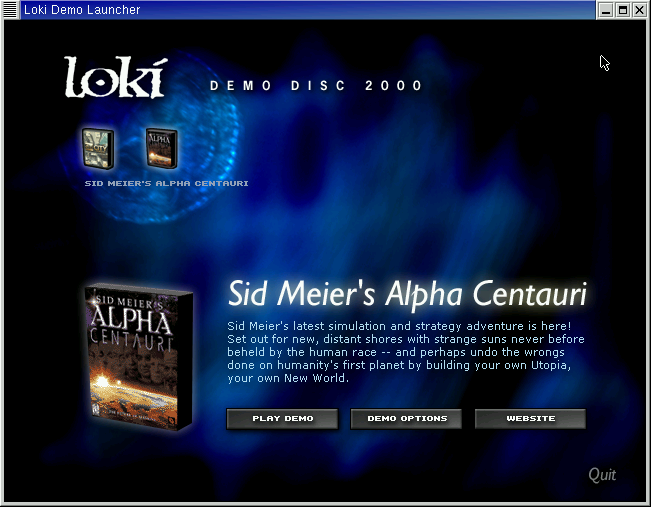 Loki Demo Launcher
loki
DEMO DISC 2000
SID MEIER'S ALPHA CENTAURI
SID MEIER'S
ALPHA
CENTAURI
Sid Meier's Alpha Centauri
Sid Meier's latest simulation and strategy adventure is here!
Set out for new, distant shores with strange suns never before
beheld by the human race -- and perhaps undo the wrongs
done on humanity's first planet by building your own Utopia,
your own New World.
PLAY DEMO
DEMO OPTIONS
WEBSITE
Quit